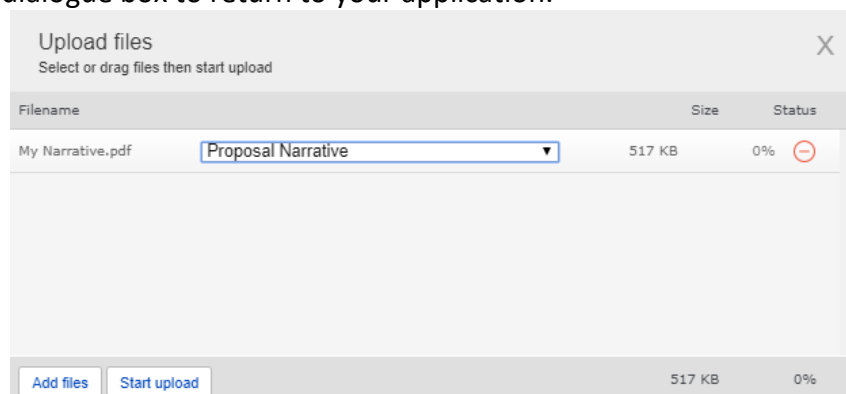 dialogue box to return to your application.
Upload files X
Select or drag files then start upload
Filename Size Status
My Narrative.pdf Proposal Narrative 517 KB 0%
Add files Start upload 517 KB 0%